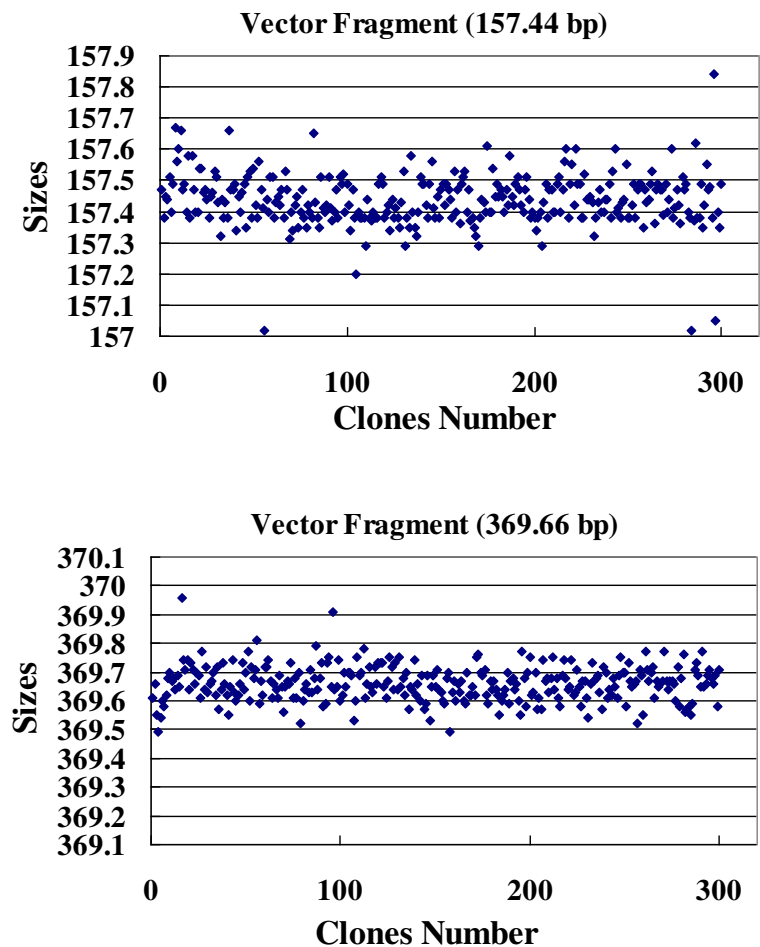 Vector Fragment (157.44 bp)
157.9
157.8
157.7
157.6
157.5
157.4
157.3
157.2
157.1
157
Sizes
0 100 200 300
Clones Number
Vector Fragment (369.66 bp)
370.1
370
369.9
369.8
369.7
369.6
369.5
369.4
369.3
369.2
369.1
Sizes
0 100 200 300
Clones Number